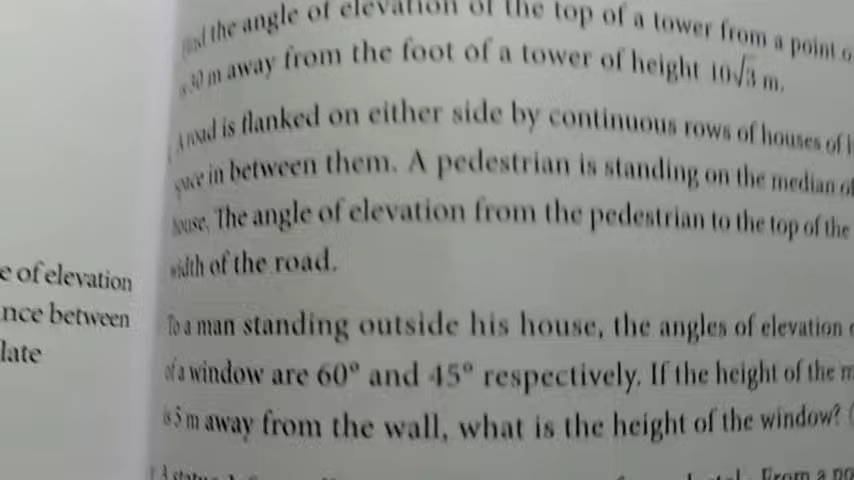 the angle of elevation of the top of a tower from a point
m away from the foot of a tower of height 10√3 m.
road is flanked on either side by continuous rows of houses of
in between them. A pedestrian is standing on the median of
house. The angle of elevation from the pedestrian to the top of the
width of the road.
e of elevation
nce between
late
To a man standing outside his house, the angles of elevation
of a window are 60° and 45° respectively. If the height of the
is 5 m away from the wall, what is the height of the window?
From a